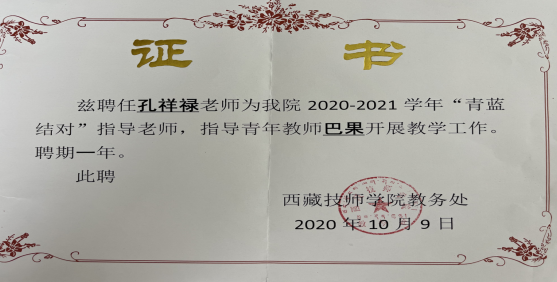 证 书
兹聘任孔祥禄老师为我院 2020-2021 学年“青蓝
结对”指导老师，指导青年教师巴果开展教学工作。
聘期一年。
此聘
西藏技师学院教务处
2020 年 10 月 9 日